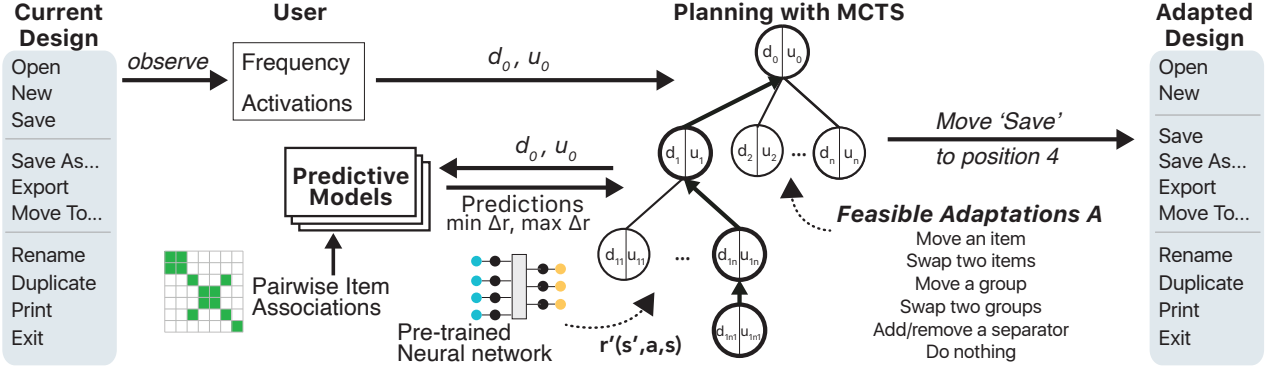 Current
Design
Open
New
Save
Save As...
Export
Move To...
Rename
Duplicate
Print
Exit
observe
User
Frequency
Activations
d0, u0
Predictive
Models
d0, u0
Predictions
min Δr, max Δr
Pairwise Item
Associations
Pre-trained
Neural network
r'(s',a,s)
Planning with MCTS
d0 u0
d1 u1
d2 u2
...
dn un
d11 u11
...
d1n u1n
d1n1 u1n1
Feasible Adaptations A
Move an item
Swap two items
Move a group
Swap two groups
Add/remove a separator
Do nothing
Move ‘Save’
to position 4
Adapted
Design
Open
New
Save
Save As...
Export
Move To...
Rename
Duplicate
Print
Exit